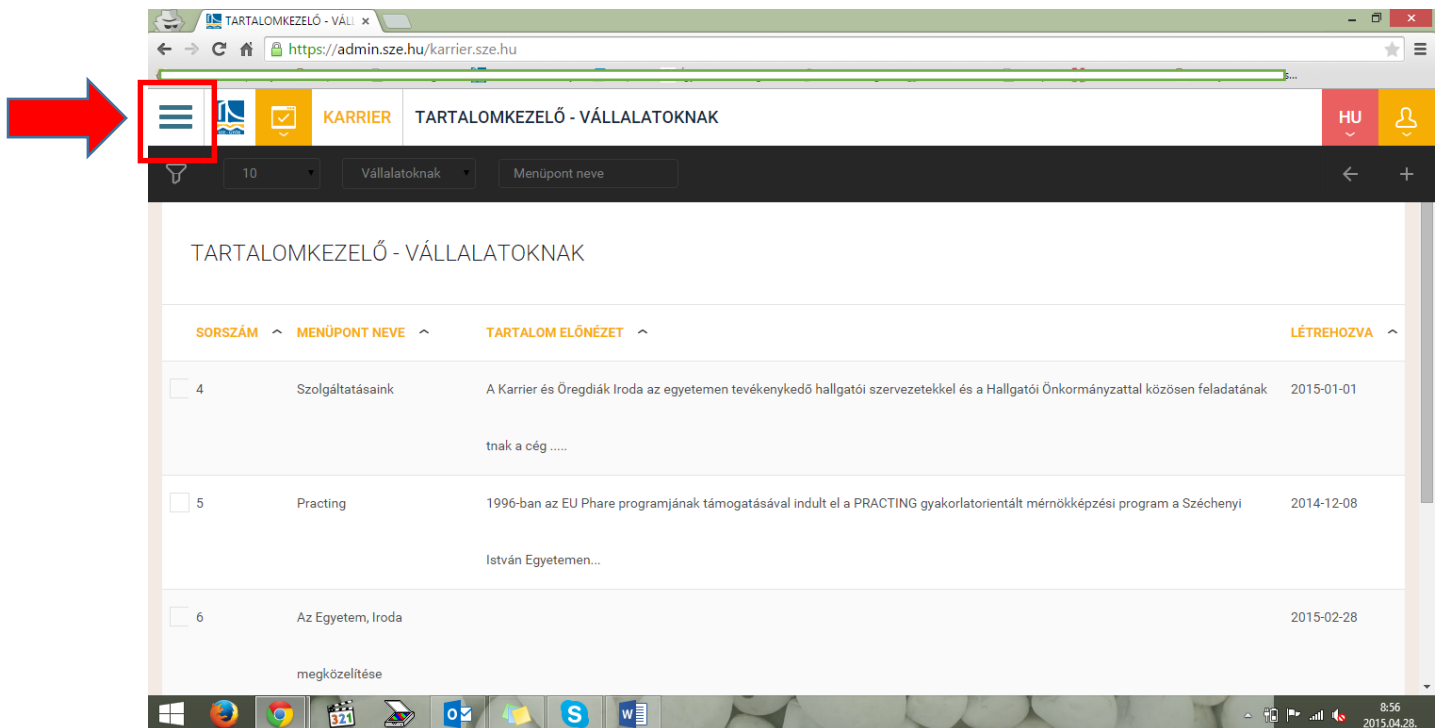 TARTALOMKEZELŐ - VÁLL
https://admin.sze.hu/karrier.sze.hu
KARRIER TARTALOMKEZELŐ - VÁLLALATOKNAK HU
10 Vállalatoknak Menüpont neve
TARTALOMKEZELŐ - VÁLLALATOKNAK
SORSZÁM MENÜPONT NEVE TARTALOM ELŐNÉZET LÉTREHOZVA
4 Szolgáltatásaink A Karrier és Öregdiák Iroda az egyetemen tevékenykedő hallgatói szervezetekkel és a Hallgatói Önkormányzattal közösen feladatának 2015-01-01
tnak a cég .....
5 Practing 1996-ban az EU Phare programjának támogatásával indult el a PRACTING gyakorlatorientált mérnökképzési program a Széchenyi 2014-12-08
István Egyetemen...
6 Az Egyetem, Iroda 2015-02-28
megközelítése
321
8:56
2015.04.28.